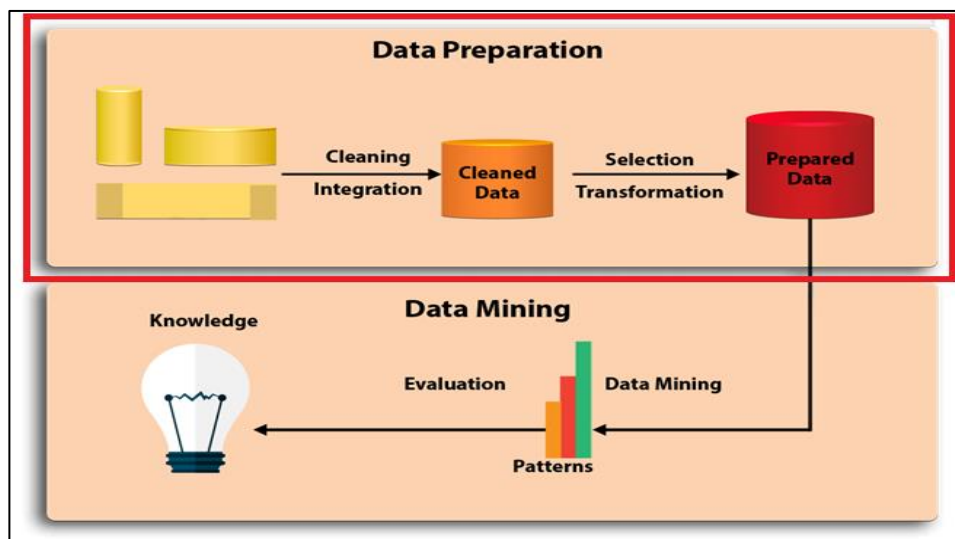 Data Preparation
Cleaning
Integration
Cleaned
Data
Selection
Transformation
Prepared
Data
Data Mining
Knowledge
Evaluation
Data Mining
Patterns